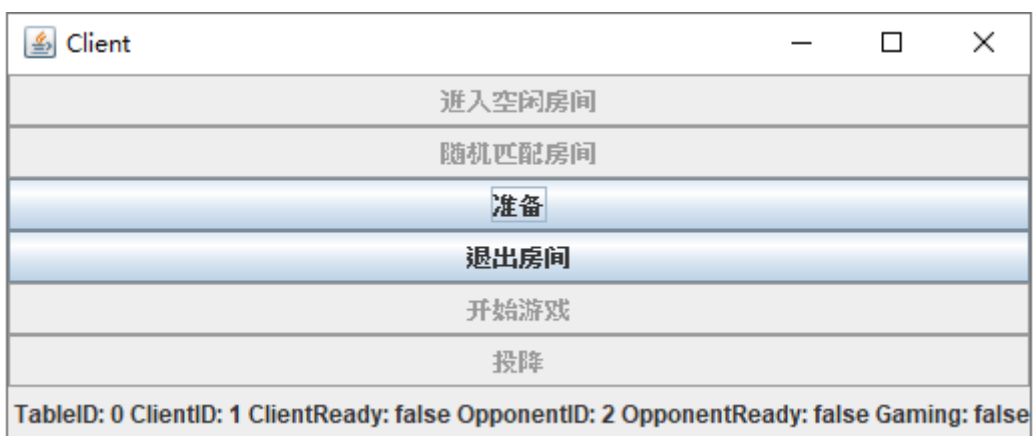 Client
进入空闲房间
随机匹配房间
准备
退出房间
开始游戏
投降
TableID: 0 ClientID: 1 ClientReady: false OpponentID: 2 OpponentReady: false Gaming: false